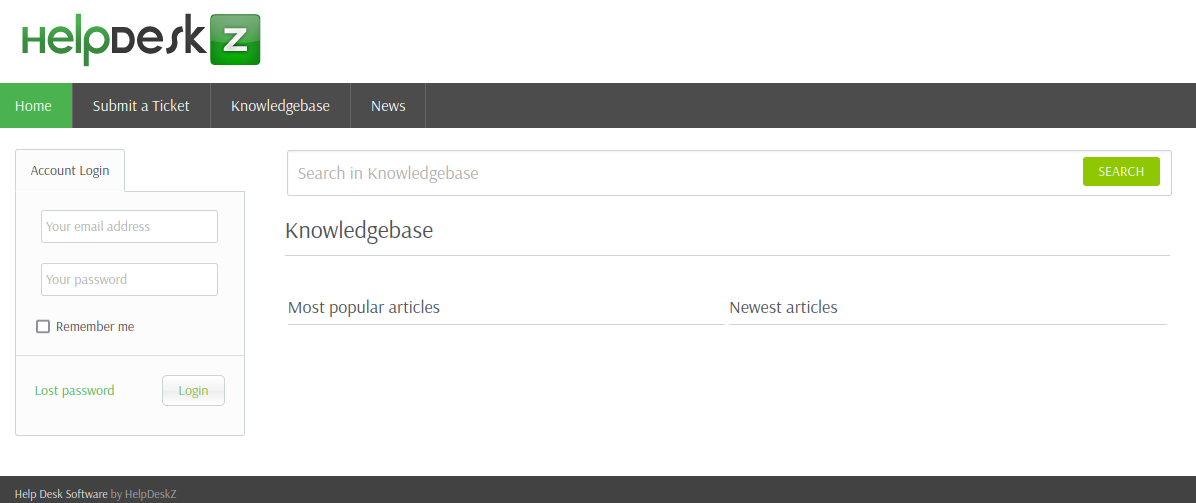 HelpDesk Z
Home Submit a Ticket Knowledgebase News
Account Login
Your email address
Your password
Remember me
Lost password Login
Search in Knowledgebase SEARCH
Knowledgebase
Most popular articles Newest articles
Help Desk Software by HelpDeskZ